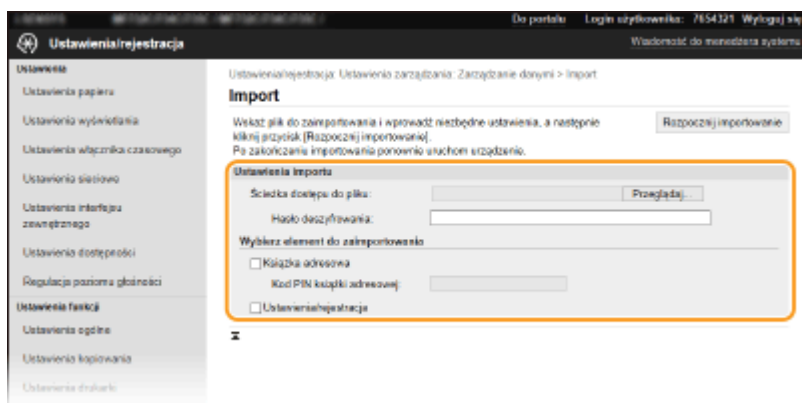 Do portalu Login użytkownika: 7654321 Wyloguj się
Ustawienia/rejestracja
Wiadomość do menedżera systemu
Ustawienia
Ustawienia papieru
Ustawienia wyświetlania
Ustawienia włącznika czasowego
Ustawienia sieciowe
Ustawienia interfejsu
zewnętrznego
Ustawienia dostępności
Regulacja poziomu głośności
Ustawienia funkcji
Ustawienia ogólne
Ustawienia kopiowania
Ustawienia drukarki
Ustawienia/rejestracja: Ustawienia zarządzania: Zarządzanie danymi > Import
Import
Wskaż plik do zaimportowania i wprowadź niezbędne ustawienia, a następnie
kliknij przycisk [Rozpocznij importowanie].
Po zakończeniu importowania ponownie uruchom urządzenie.
Rozpocznij importowanie
Ustawienia importu
Ścieżka dostępu do pliku:
Przeglądaj...
Hasło deszyfrowania:
Wybierz element do zaimportowania
Książka adresowa
Kod PIN książki adresowej:
Ustawienia/rejestracja